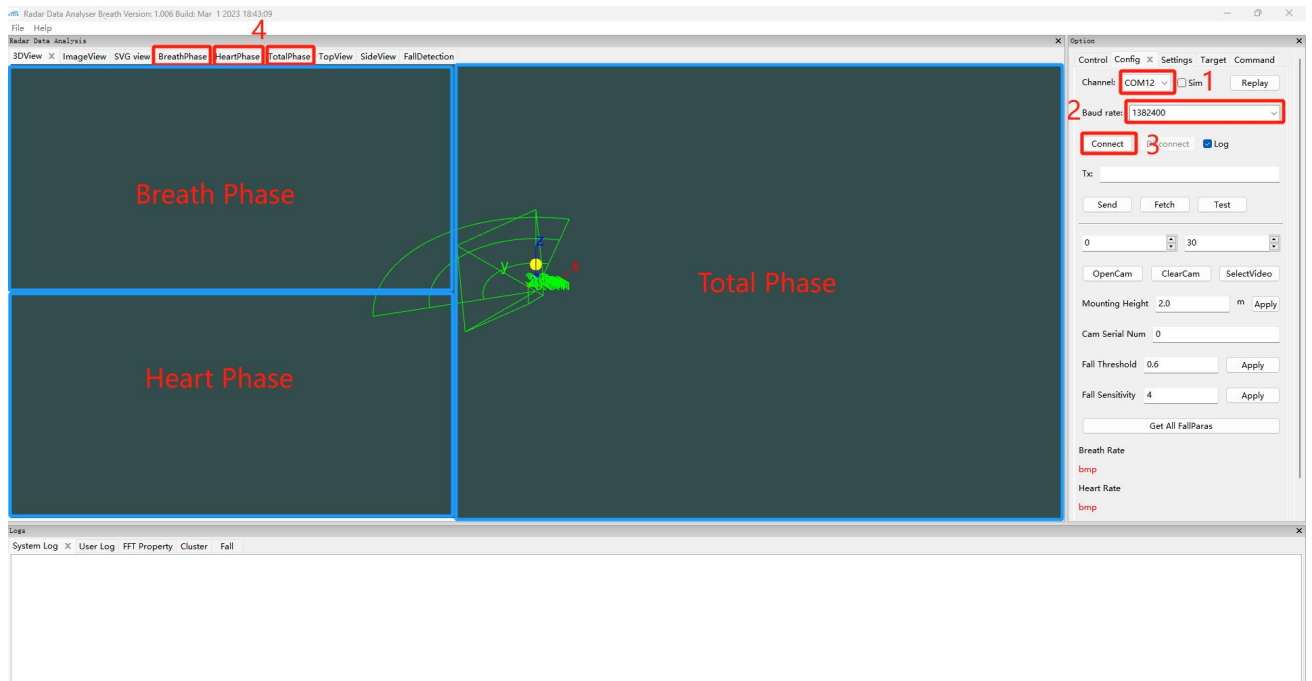 Radar Data Analyser Breath Version: 1.006 Build: Mar  1 2023 18:43:09
File Help
4
Radar Data Analysis
3DView X ImageView SVG view BreathPhase HeartPhase TotalPhase TopView SideView FallDetection
Breath Phase
Heart Phase
Total Phase
Z
y
X
Option
Control Config X Settings Target Command
Channel: COM12 Sim 1 Replay
2 Baud rate: 1382400
Connect 3 Log
Tx:
Send Fetch Test
0 30
OpenCam ClearCam SelectVideo
Mounting Height 2.0 m Apply
Cam Serial Num 0
Fall Threshold 0.6 Apply
Fall Sensitivity 4 Apply
Get All FallParas
Breath Rate
bmp
Heart Rate
bmp
Logs
System Log X User Log FFT Property Cluster Fall